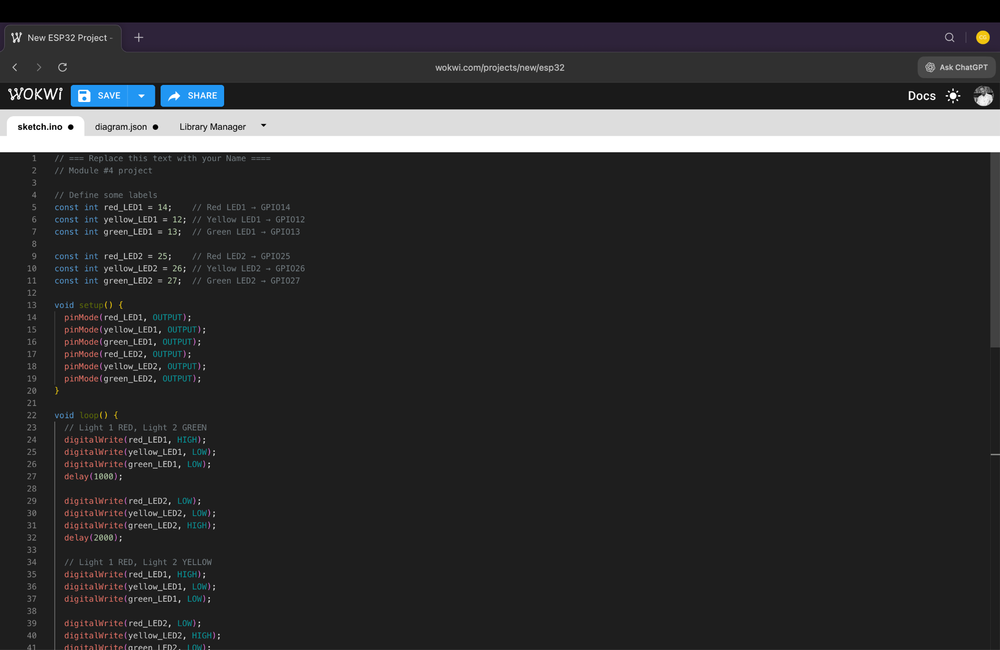 New ESP32 Project -
CG
wokwi.com/projects/new/esp32
Ask ChatGPT
WOKWi
SAVE
SHARE
Docs
sketch.ino ●
diagram.json ●
Library Manager
1 // === Replace this text with your Name ====
2 // Module #4 project
3
4 // Define some labels
5 const int red_LED1 = 14; // Red LED1 → GPIO14
6 const int yellow_LED1 = 12; // Yellow LED1 → GPIO12
7 const int green_LED1 = 13; // Green LED1 → GPIO13
8
9 const int red_LED2 = 25; // Red LED2 → GPIO25
10 const int yellow_LED2 = 26; // Yellow LED2 → GPIO26
11 const int green_LED2 = 27; // Green LED2 → GPIO27
12
13 void setup() {
14 pinMode(red_LED1, OUTPUT);
15 pinMode(yellow_LED1, OUTPUT);
16 pinMode(green_LED1, OUTPUT);
17 pinMode(red_LED2, OUTPUT);
18 pinMode(yellow_LED2, OUTPUT);
19 pinMode(green_LED2, OUTPUT);
20 }
21
22 void loop() {
23 // Light 1 RED, Light 2 GREEN
24 digitalWrite(red_LED1, HIGH);
25 digitalWrite(yellow_LED1, LOW);
26 digitalWrite(green_LED1, LOW);
27 delay(1000);
28
29 digitalWrite(red_LED2, LOW);
30 digitalWrite(yellow_LED2, LOW);
31 digitalWrite(green_LED2, HIGH);
32 delay(2000);
33
34 // Light 1 RED, Light 2 YELLOW
35 digitalWrite(red_LED1, HIGH);
36 digitalWrite(yellow_LED1, LOW);
37 digitalWrite(green_LED1, LOW);
38
39 digitalWrite(red_LED2, LOW);
40 digitalWrite(yellow_LED2, HIGH);
41 digitalWrite(green_LED2, LOW);